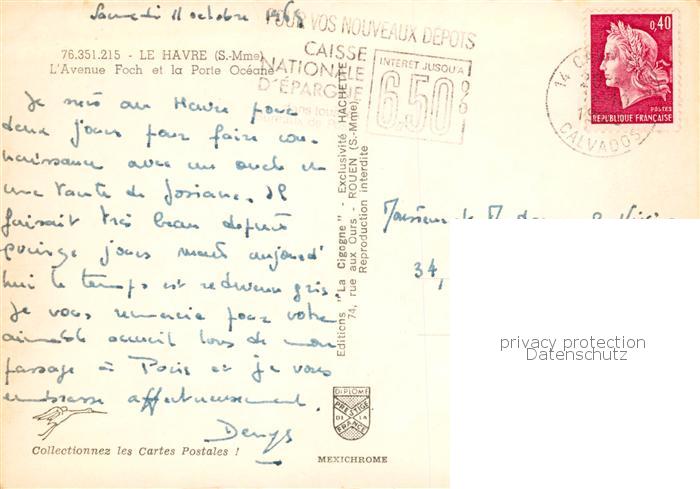 Samedi 11 octobre 196
POUR VOS NOUVEAUX DEPOTS
CAISSE
NATIONALE
D'ÉPARGNE
INTERET JUSQU'A
6,50%
0,40
POSTES
REPUBLIQUE FRANÇAISE
14
CALVADOS
76.351.215 - LE HAVRE (S.-Mme)
L'Avenue Foch et la Porte Océane
Je suis au Havre pour
deux jours pour faire con-
naissance avec un oncle et
une tante de Josiane. Il
faisait très beau depuis
quinze jours mais aujourd'
hui le temps est redevenu gris.
Je vous remercie pour votre
aimable accueil lors de mon
passage à Paris et je vous
embrasse affectueusement.
Denys
Collectionnez les Cartes Postales !
Editions "La Cigogne" - Exclusivité HACHETTE
74, rue aux Ours - ROUEN (S.-Mme)
Reproduction interdite
DIPLOME
PRESTIGE
DE LA
FRANCE
MEXICHROME
Monsieur
34,
privacy protection
Datenschutz